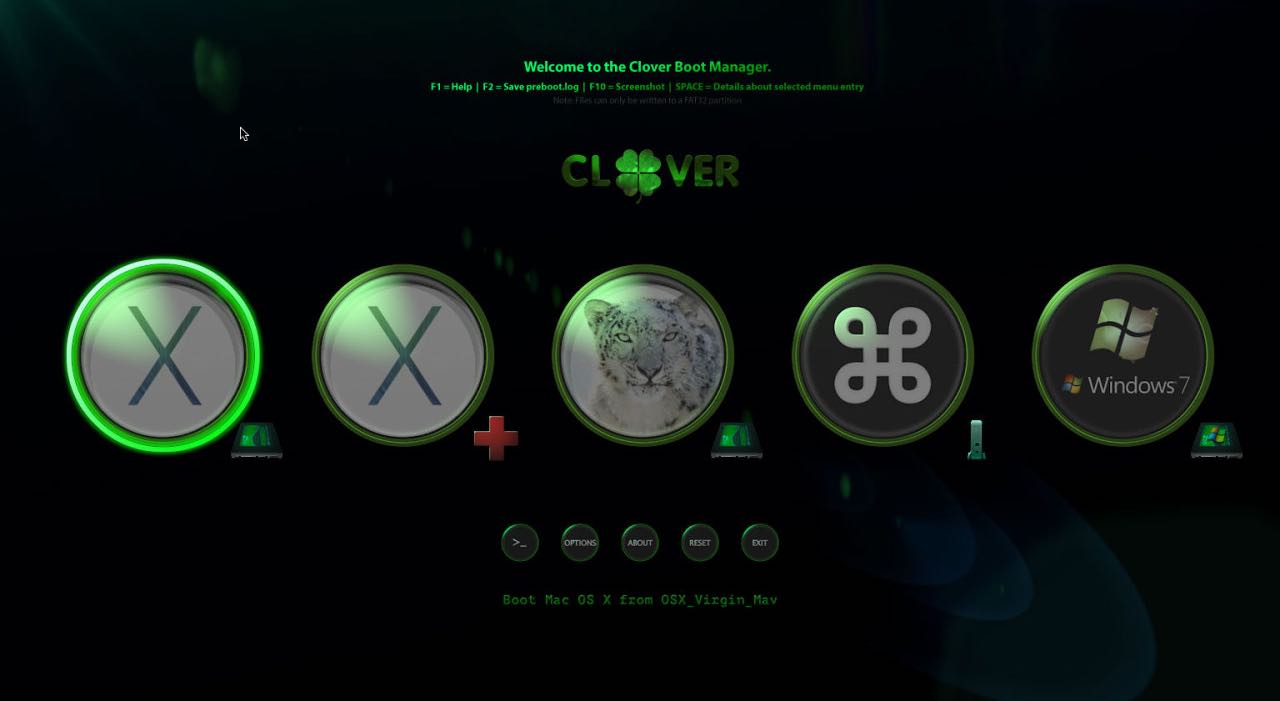 Welcome to the Clover Boot Manager.
F1 = Help | F2 = Save preboot.log | F10 = Screenshot | SPACE = Details about selected menu entry
Note: Files can only be written to a FAT32 partition
CLOVER
X
X
Windows 7
>_
OPTIONS
ABOUT
RESET
EXIT
Boot Mac OS X from OSX_Virgin_Mav